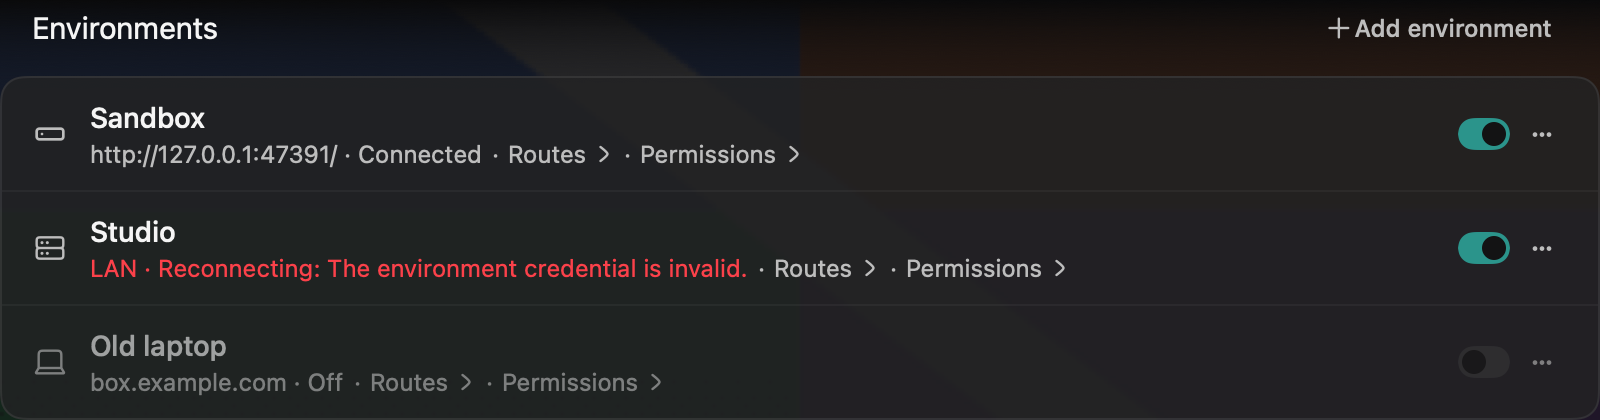 Environments
+ Add environment
Sandbox
http://127.0.0.1:47391/ · Connected · Routes > · Permissions >
Studio
LAN · Reconnecting: The environment credential is invalid. · Routes > · Permissions >
Old laptop
box.example.com · Off · Routes > · Permissions >